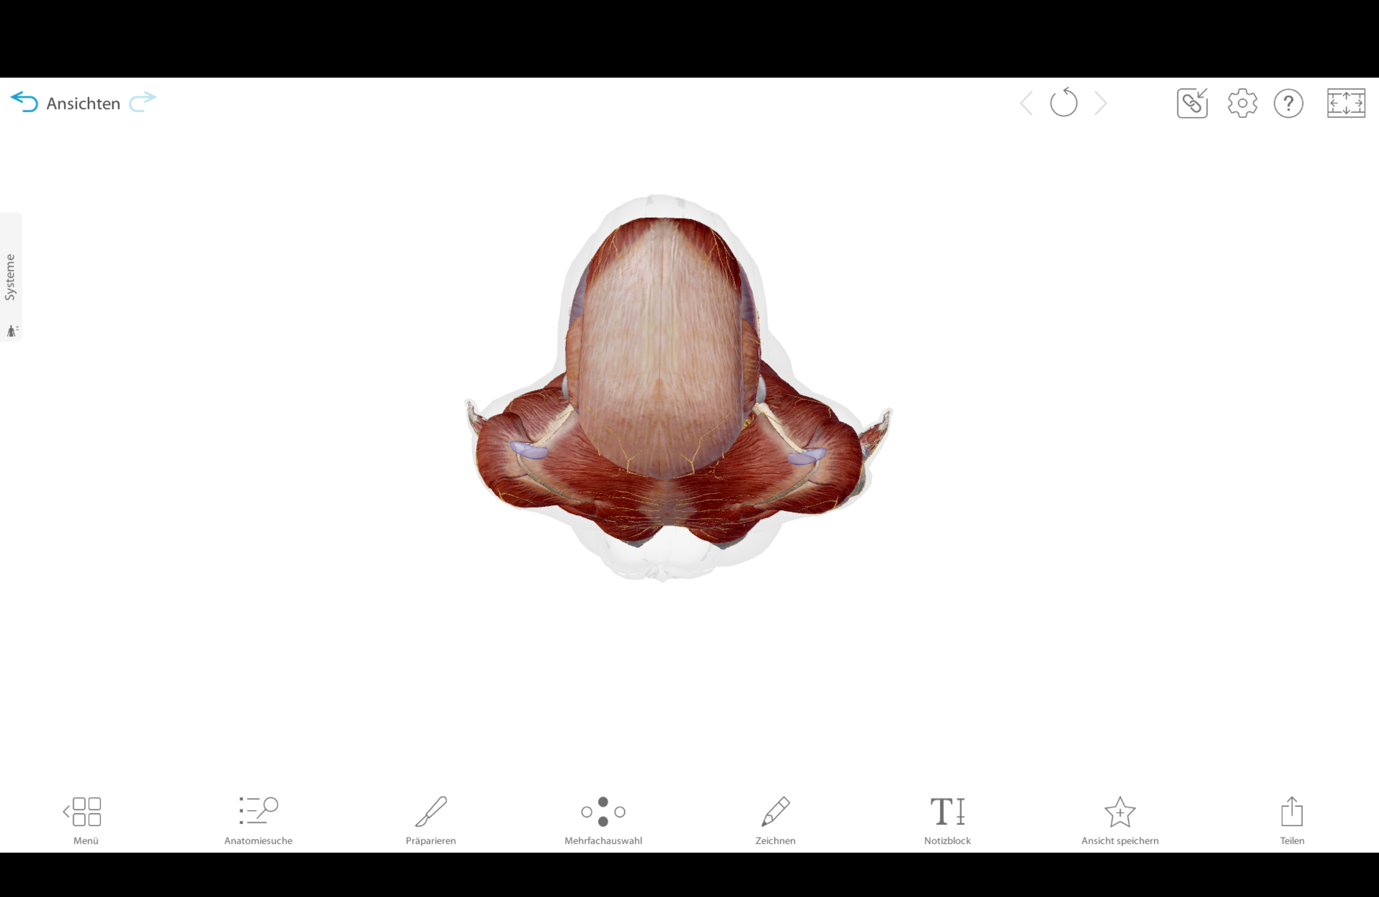 Ansichten
?
Systeme
Menü
Anatomiesuche
Präparieren
Mehrfachauswahl
Zeichnen
T
Notizblock
Ansicht speichern
Teilen